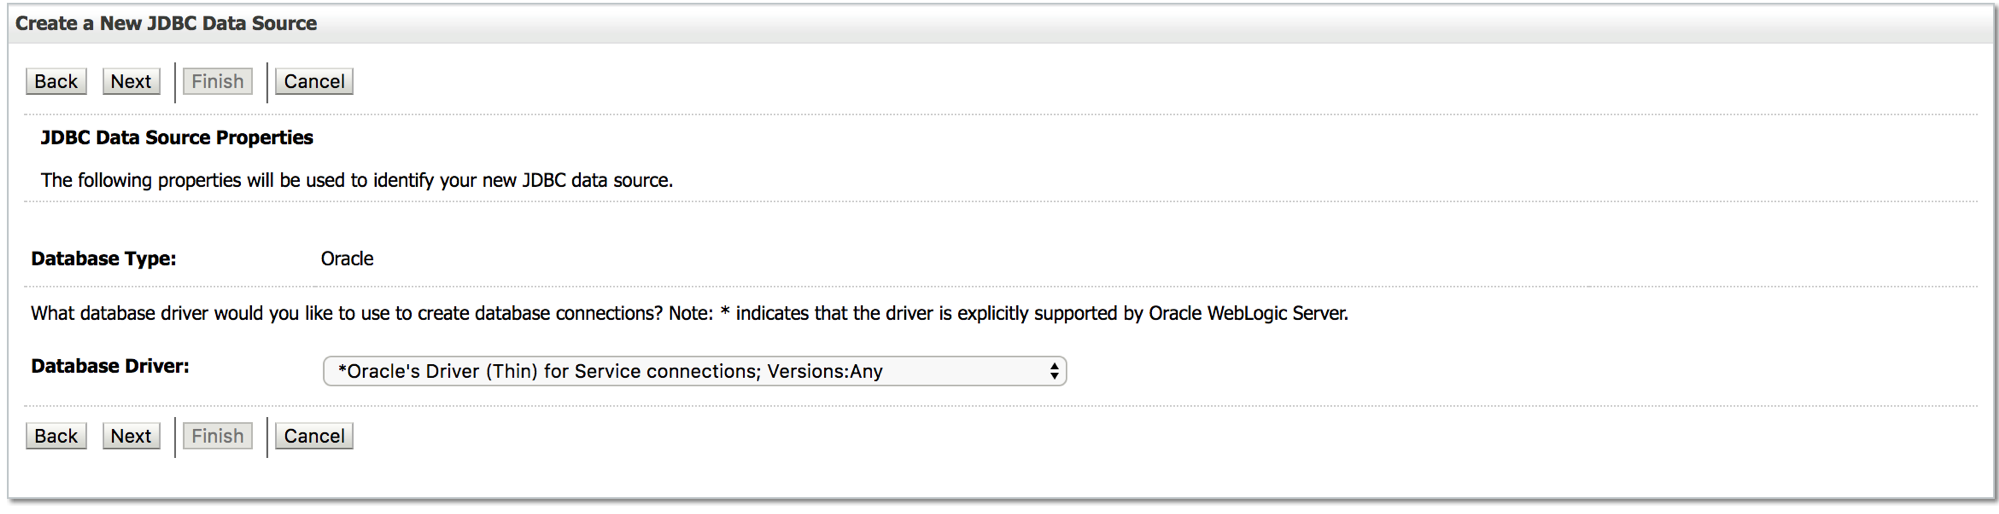 Create a New JDBC Data Source
Back Next Finish Cancel
JDBC Data Source Properties
The following properties will be used to identify your new JDBC data source.
Database Type: Oracle
What database driver would you like to use to create database connections? Note: * indicates that the driver is explicitly supported by Oracle WebLogic Server.
Database Driver: *Oracle's Driver (Thin) for Service connections; Versions:Any
Back Next Finish Cancel